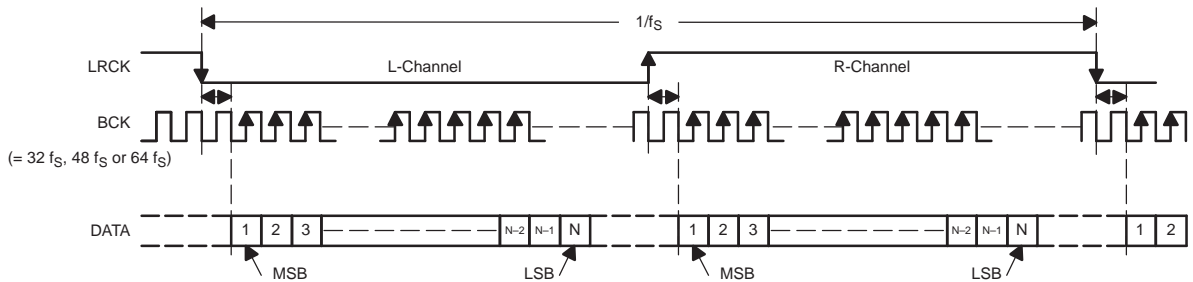 1/fS
LRCK
L-Channel
R-Channel
BCK
(= 32 fS, 48 fS or 64 fS)
DATA
1 2 3 N–2 N–1 N 1 2 3 N–2 N–1 N 1 2
MSB LSB MSB LSB